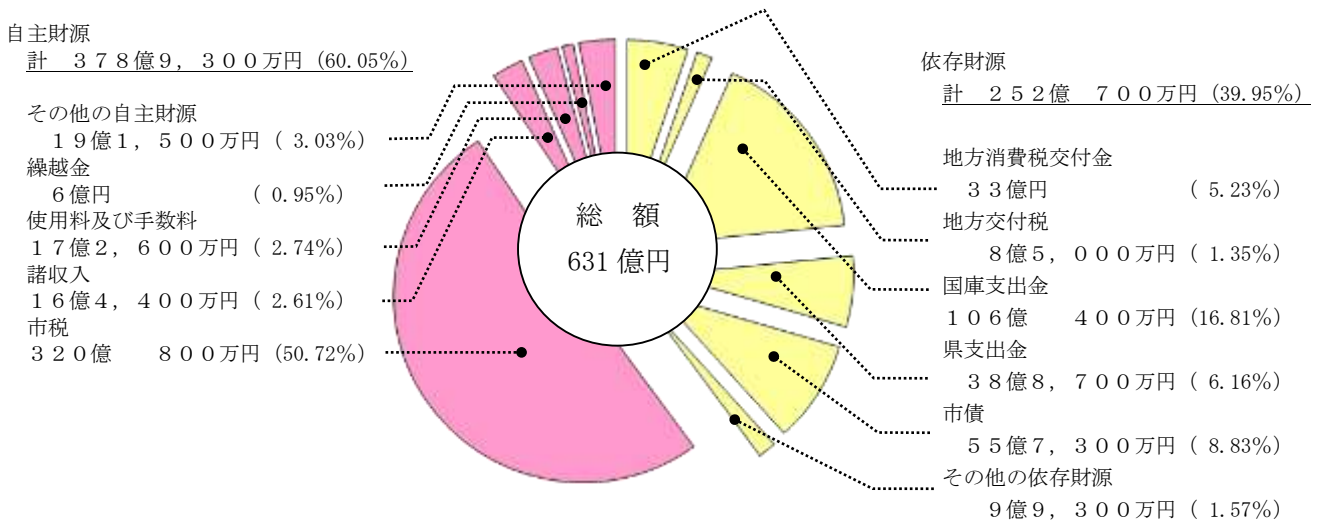 自主財源
計　３７８億９，３００万円 (60.05%)
その他の自主財源
１９億１，５００万円 ( 3.03%)
繰越金
６億円　　　　　　　( 0.95%)
使用料及び手数料
１７億２，６００万円 ( 2.74%)
諸収入
１６億４，４００万円 ( 2.61%)
市税
３２０億　　８００万円 (50.72%)
総　額
631 億円
依存財源
計　２５２億　７００万円 (39.95%)
地方消費税交付金
３３億円　　　　　　　( 5.23%)
地方交付税
８億５，０００万円 ( 1.35%)
国庫支出金
１０６億　　４００万円 (16.81%)
県支出金
３８億８，７００万円 ( 6.16%)
市債
５５億７，３００万円 ( 8.83%)
その他の依存財源
９億９，３００万円 ( 1.57%)